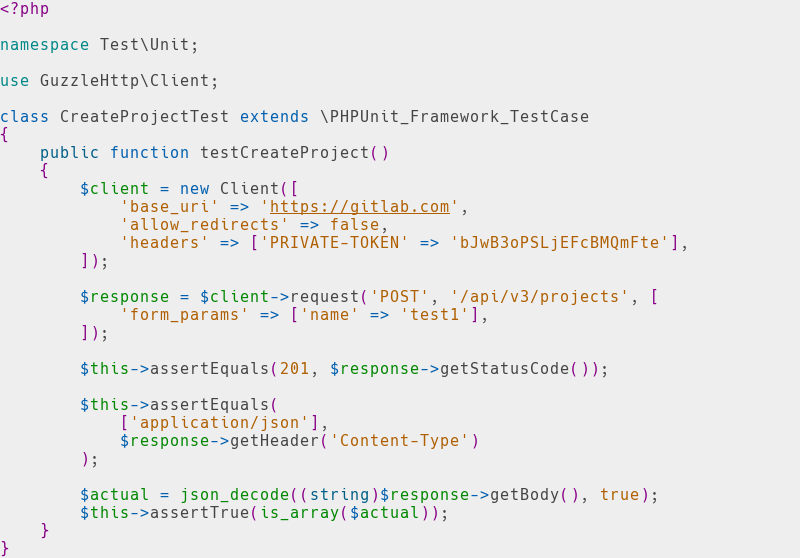 <?php
namespace Test\Unit;
use GuzzleHttp\Client;
class CreateProjectTest extends \PHPUnit_Framework_TestCase
{
    public function testCreateProject()
    {
        $client = new Client([
            'base_uri' => 'https://gitlab.com',
            'allow_redirects' => false,
            'headers' => ['PRIVATE-TOKEN' => 'bJwB3oPSLjEFcBMQmFte'],
        ]);
        $response = $client->request('POST', '/api/v3/projects', [
            'form_params' => ['name' => 'test1'],
        ]);
        $this->assertEquals(201, $response->getStatusCode());
        $this->assertEquals(
            ['application/json'],
            $response->getHeader('Content-Type')
        );
        $actual = json_decode((string)$response->getBody(), true);
        $this->assertTrue(is_array($actual));
    }
}